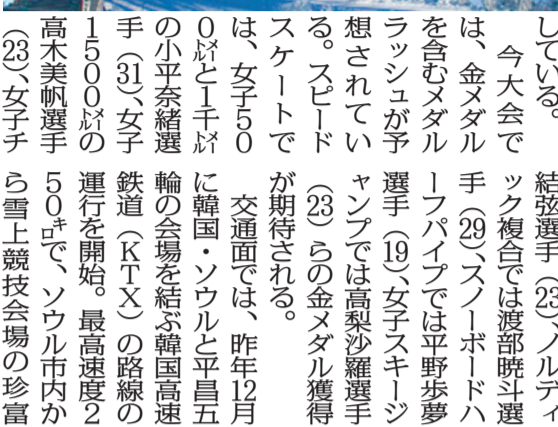 している。
今大会で
は、金メダル
を含むメダル
ラッシュが予
想されてい
る。スピード
スケートで
は、女子50
0㍍と1千㍍
の小平奈緒選
手(31)、女子
1500㍍の
高木美帆選手
(23)、女子チ
結弦選手(23)、ノルディ
ック複合では渡部暁斗選
手(29)、スノーボードハ
ーフパイプでは平野歩夢
選手(19)、女子スキージ
ャンプでは高梨沙羅選手
(23)らの金メダル獲得
が期待される。
交通面では、昨年12月
に韓国・ソウルと平昌五
輪の会場を結ぶ韓国高速
鉄道(KTX)の路線の
運行を開始。最高速度2
50㌔で、ソウル市内か
ら雪上競技会場の珍富